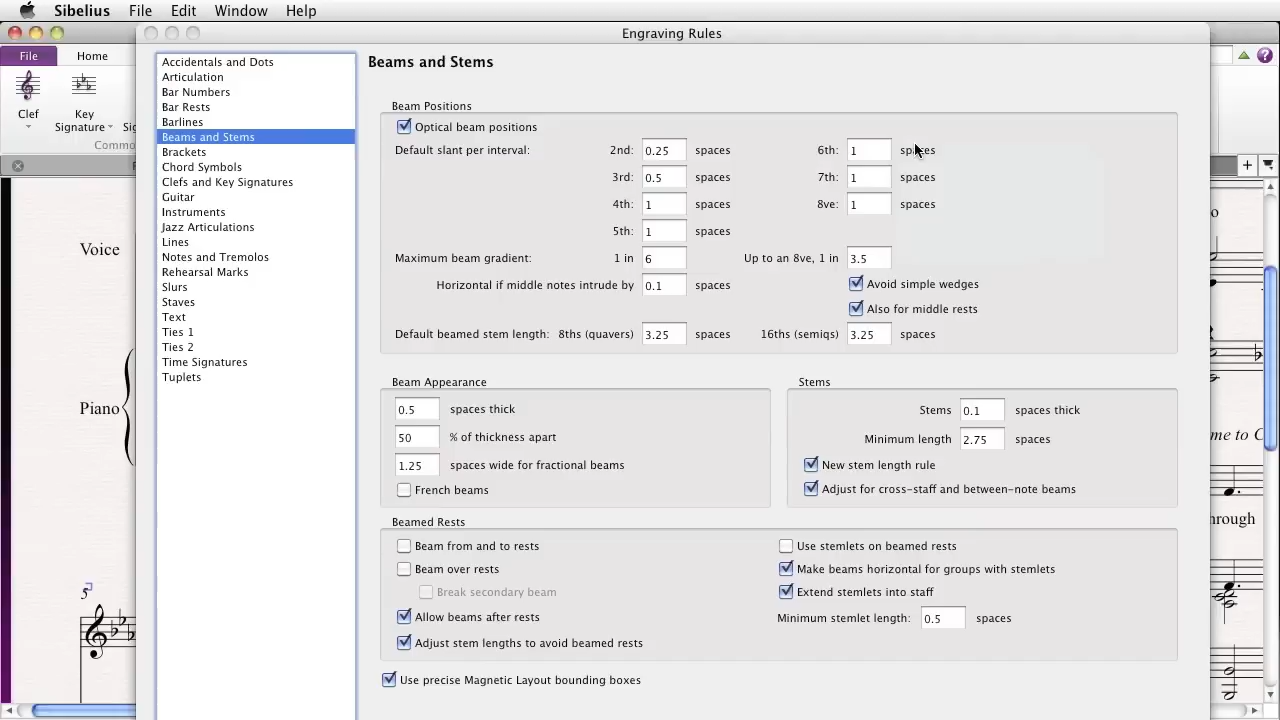 Sibelius File Edit Window Help
Engraving Rules
File Home
Clef
Key
Signature
Commo
Voice
Piano
5
Accidentals and Dots
Articulation
Bar Numbers
Bar Rests
Barlines
Beams and Stems
Brackets
Chord Symbols
Clefs and Key Signatures
Guitar
Instruments
Jazz Articulations
Lines
Notes and Tremolos
Rehearsal Marks
Slurs
Staves
Text
Ties 1
Ties 2
Time Signatures
Tuplets
Beams and Stems
Beam Positions
Optical beam positions
Default slant per interval: 2nd: 0.25 spaces 6th: 1 spaces
3rd: 0.5 spaces 7th: 1 spaces
4th: 1 spaces 8ve: 1 spaces
5th: 1 spaces
Maximum beam gradient: 1 in 6 Up to an 8ve, 1 in 3.5
Horizontal if middle notes intrude by 0.1 spaces Avoid simple wedges
Also for middle rests
Default beamed stem length: 8ths (quavers) 3.25 spaces 16ths (semiqs) 3.25 spaces
Beam Appearance
0.5 spaces thick
50 % of thickness apart
1.25 spaces wide for fractional beams
French beams
Stems
Stems 0.1 spaces thick
Minimum length 2.75 spaces
New stem length rule
Adjust for cross-staff and between-note beams
Beamed Rests
Beam from and to rests
Beam over rests
Break secondary beam
Allow beams after rests
Adjust stem lengths to avoid beamed rests
Use stemlets on beamed rests
Make beams horizontal for groups with stemlets
Extend stemlets into staff
Minimum stemlet length: 0.5 spaces
Use precise Magnetic Layout bounding boxes
me to C
hrough